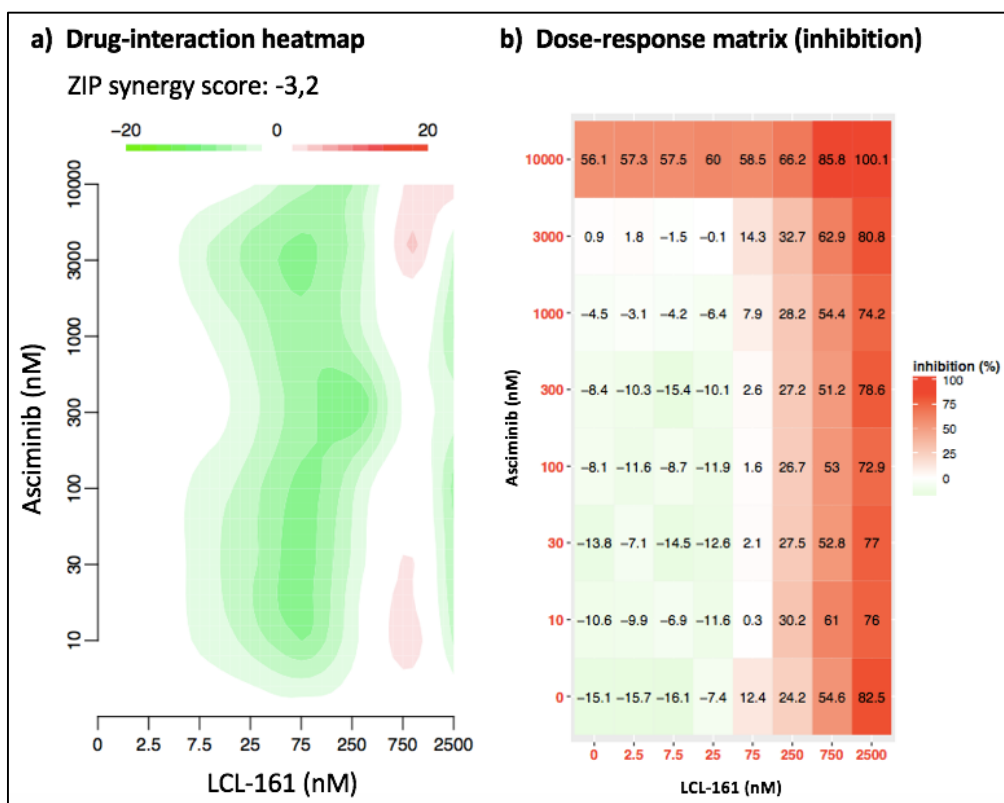 a) Drug-interaction heatmap
ZIP synergy score: -3,2
-20 0 20
10000
3000
1000
300
100
30
10
Asciminib (nM)
0 2.5 7.5 25 75 250 750 2500
LCL-161 (nM)
b) Dose-response matrix (inhibition)
10000 56.1 57.3 57.5 60 58.5 66.2 85.8 100.1
3000 0.9 1.8 −1.5 −0.1 14.3 32.7 62.9 80.8
1000 −4.5 −3.1 −4.2 −6.4 7.9 28.2 54.4 74.2
300 −8.4 −10.3 −15.4 −10.1 2.6 27.2 51.2 78.6
100 −8.1 −11.6 −8.7 −11.9 1.6 26.7 53 72.9
30 −13.8 −7.1 −14.5 −12.6 2.1 27.5 52.8 77
10 −10.6 −9.9 −6.9 −11.6 0.3 30.2 61 76
0 −15.1 −15.7 −16.1 −7.4 12.4 24.2 54.6 82.5
Asciminib (nM)
0 2.5 7.5 25 75 250 750 2500
LCL-161 (nM)
inhibition (%)
100
75
50
25
0